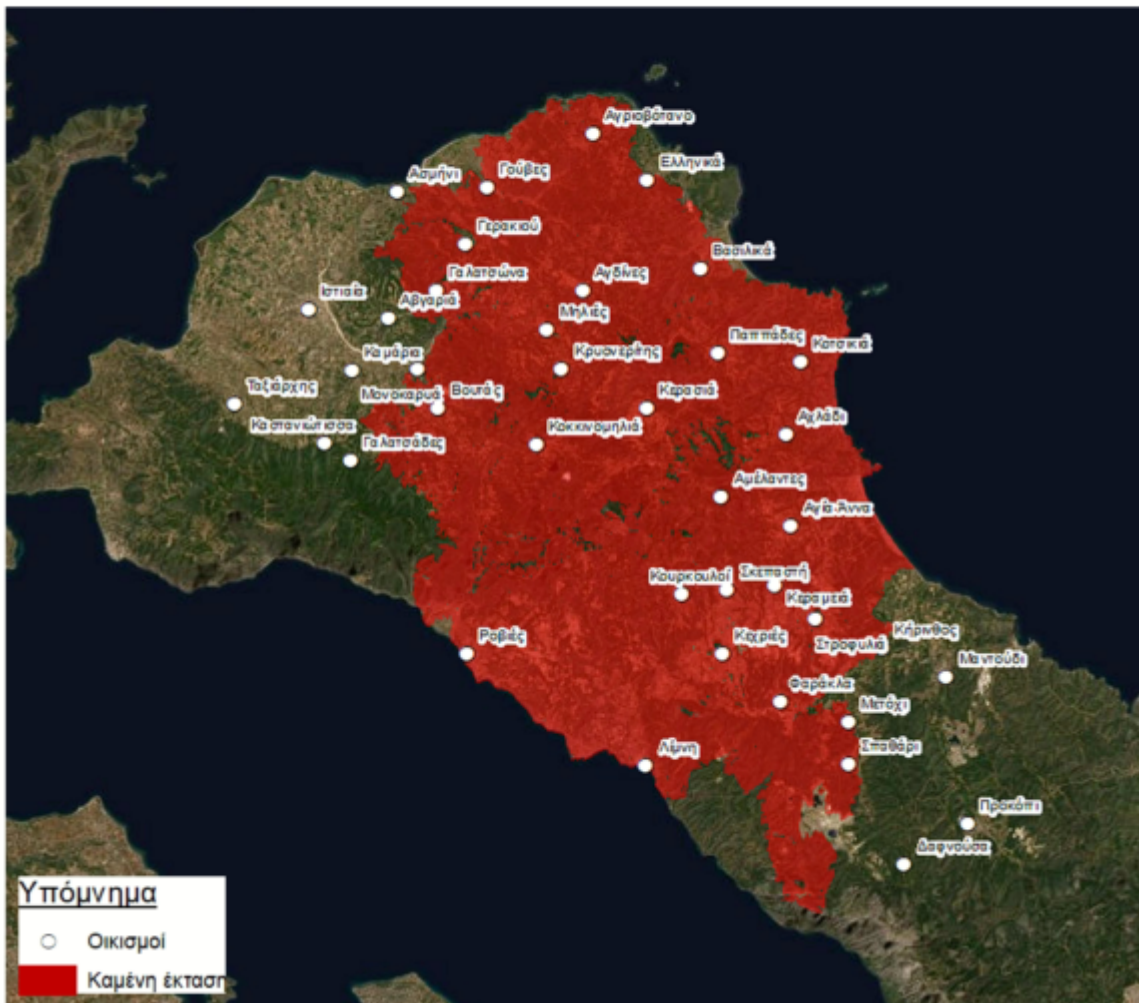 Αγριοβότανο
Ελληνικά
Ασμήνι
Γούβες
Γερακιού
Βασιλικά
Γαλατσώνα
Αγδίνες
Ιστιαία
Αβγαριά
Μηλιές
Παππάδες
Κοτσικιά
Καμάρια
Κρυονερίτης
Ταξιάρχης
Μονοκαρυά
Βουτάς
Κερασιά
Καστανιώτισσα
Γαλατσάδες
Κοκκινομηλιά
Αχλάδι
Αμέλαντες
Αγία Άννα
Κουρκουλοί
Σκεπαστή
Κεραμειά
Κήρινθος
Ροβιές
Κεχριές
Στροφυλιά
Μαντούδι
Φαράκλα
Μετόχι
Λίμνη
Σπαθάρι
Προκόπι
Δαφνούσα
Υπόμνημα
Οικισμοί
Καμένη έκταση